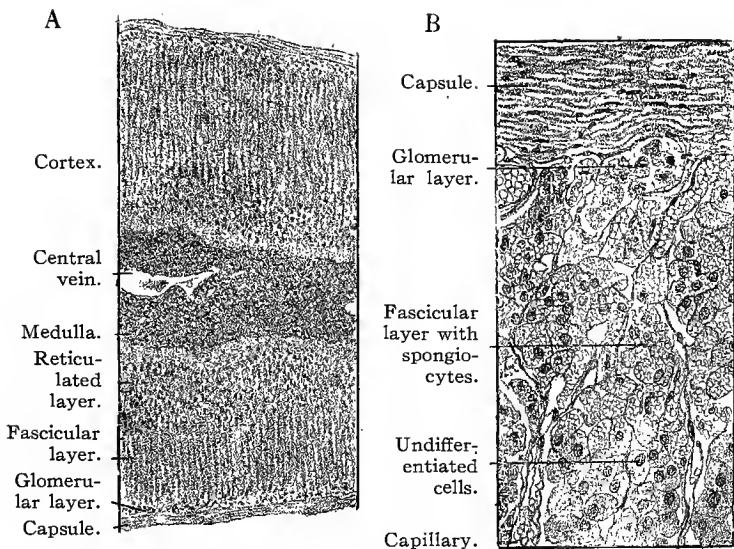 A
Cortex.
Central
vein.
Medulla.
Reticu-
lated
layer.
Fascicular
layer.
Glomeru-
lar layer.
Capsule.
B
Capsule.
Glomeru-
lar layer.
Fascicular
layer with
spongio-
cytes.
Undiffer-
entiated
cells.
Capillary.